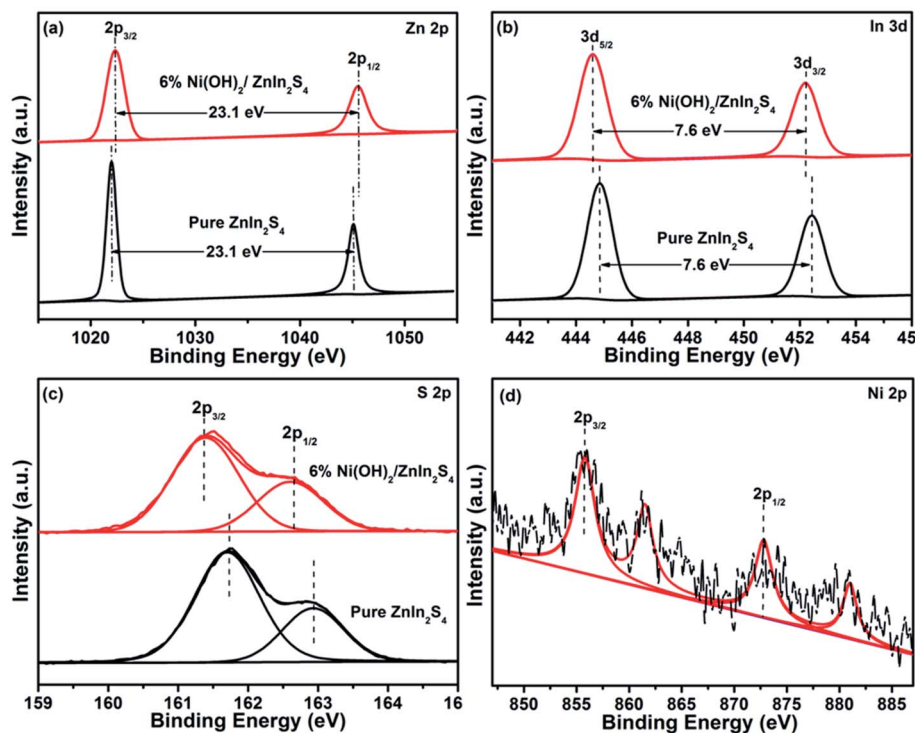 (a) Zn 2p
2p3/2
2p1/2
6% Ni(OH)2/ ZnIn2S4
23.1 eV
Pure ZnIn2S4
23.1 eV
Intensity (a.u.)
1020 1030 1040 1050
Binding Energy (eV)
(b) In 3d
3d5/2
3d3/2
6% Ni(OH)2/ZnIn2S4
7.6 eV
Pure ZnIn2S4
7.6 eV
Intensity (a.u.)
442 444 446 448 450 452 454 45
Binding Energy (eV)
(c) S 2p
2p3/2
2p1/2
6% Ni(OH)2/ZnIn2S4
Pure ZnIn2S4
Intensity (a.u.)
159 160 161 162 163 164 16
Binding Energy (eV)
(d) Ni 2p
2p3/2
2p1/2
Intensity (a.u.)
850 855 860 865 870 875 880 885
Binding Energy (eV)